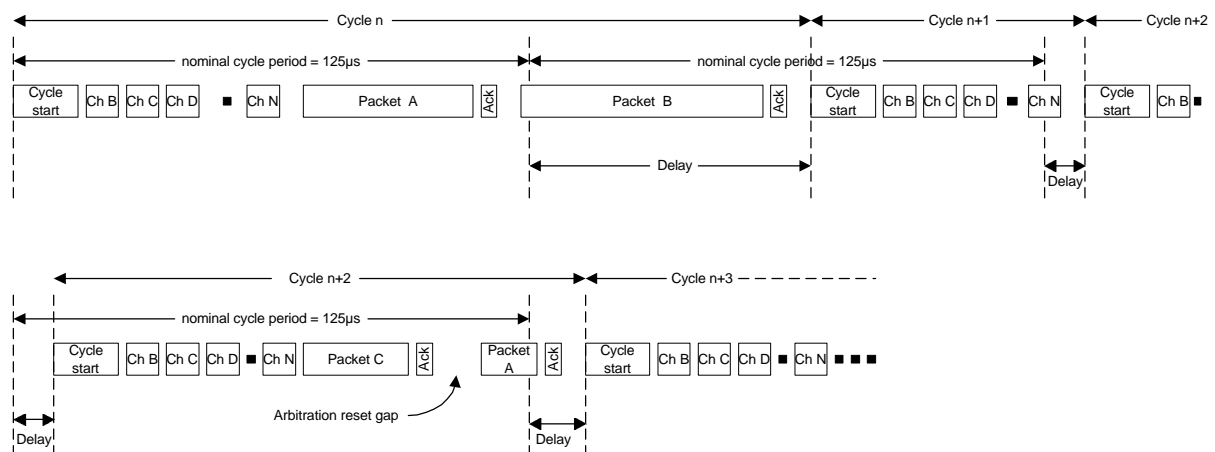 Cycle n
Cycle n+1
Cycle n+2
nominal cycle period = 125µs
nominal cycle period = 125µs
Cycle start
Ch B
Ch C
Ch D
Ch N
Packet A
Ack
Packet B
Ack
Cycle start
Ch B
Ch C
Ch D
Ch N
Cycle start
Ch B
Delay
Delay
Cycle n+2
Cycle n+3
nominal cycle period = 125µs
Cycle start
Ch B
Ch C
Ch D
Ch N
Packet C
Ack
Packet A
Ack
Cycle start
Ch B
Ch C
Ch D
Ch N
Arbitration reset gap
Delay
Delay